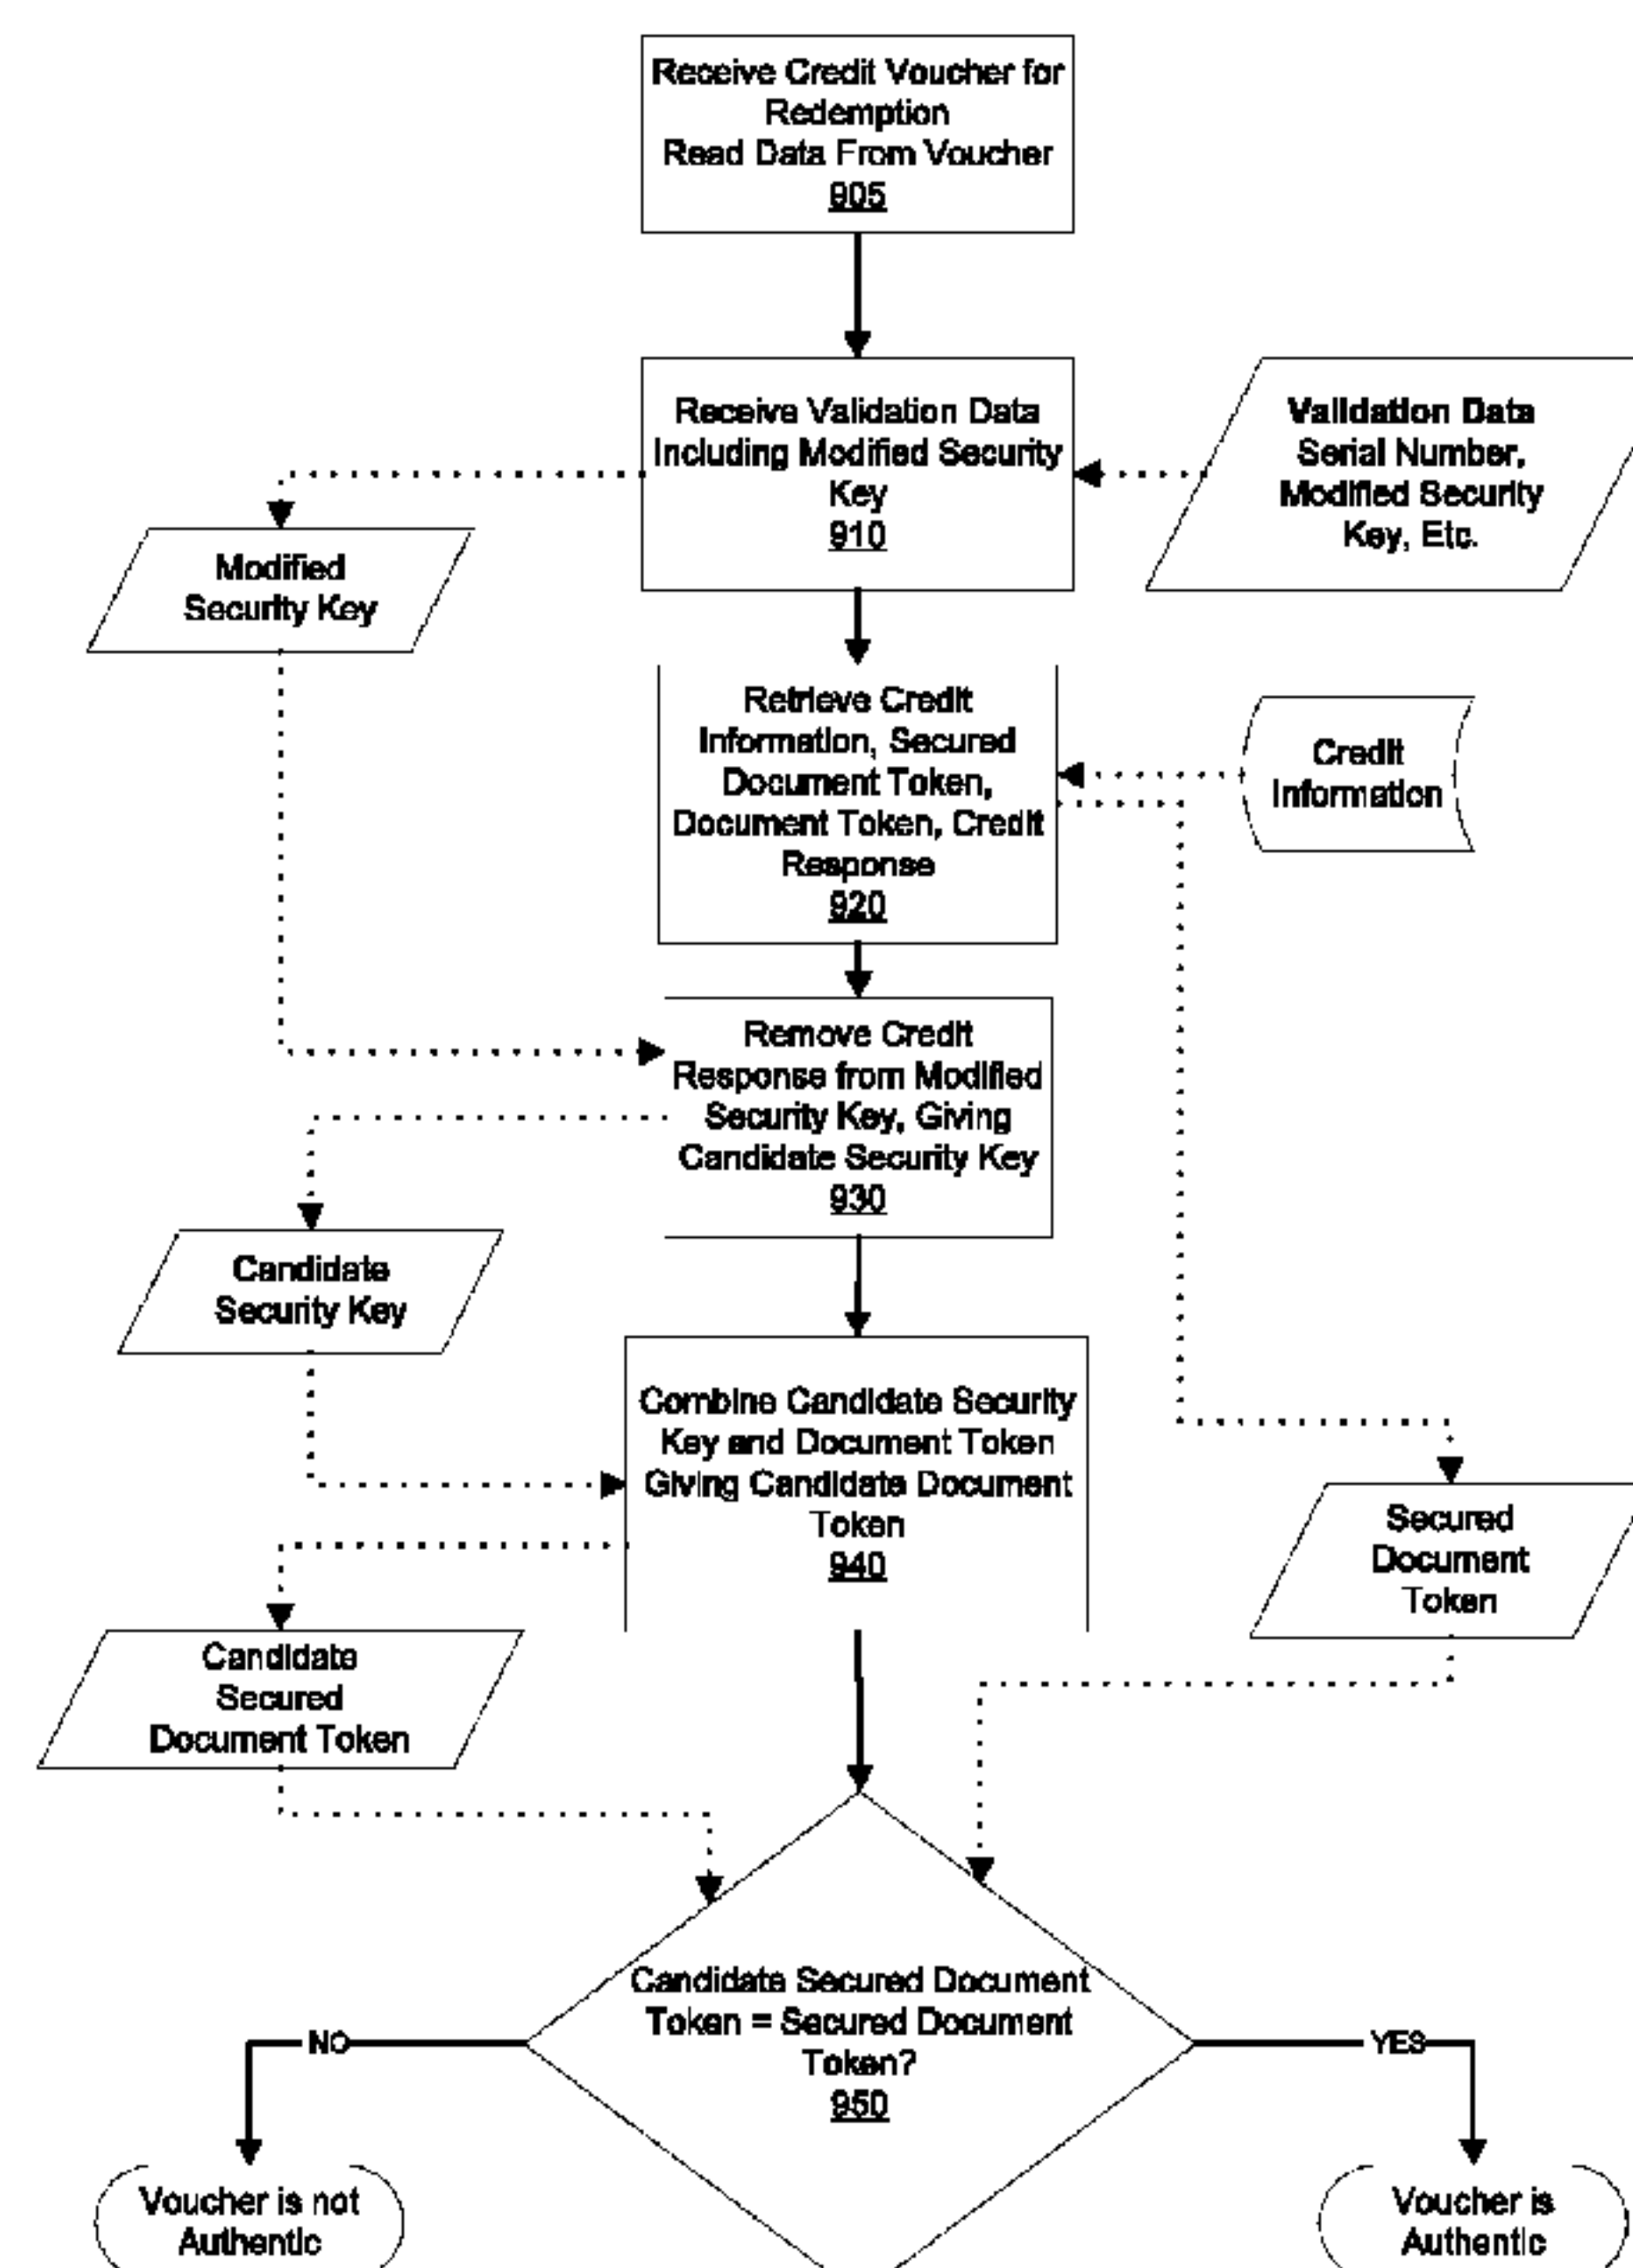 Receive Credit Voucher for
Redemption
Read Data From Voucher
905
Receive Validation Data
Including Modified Security
Key
910
Validation Data
Serial Number,
Modified Security
Key, Etc.
Modified
Security Key
Retrieve Credit
Information, Secured
Document Token,
Document Token, Credit
Response
920
Credit
Information
Remove Credit
Response from Modified
Security Key, Giving
Candidate Security Key
930
Candidate
Security Key
Combine Candidate Security
Key and Document Token
Giving Candidate Document
Token
940
Secured
Document
Token
Candidate
Secured
Document Token
Candidate Secured Document
Token = Secured Document
Token?
950
NO
YES
Voucher is not
Authentic
Voucher is
Authentic